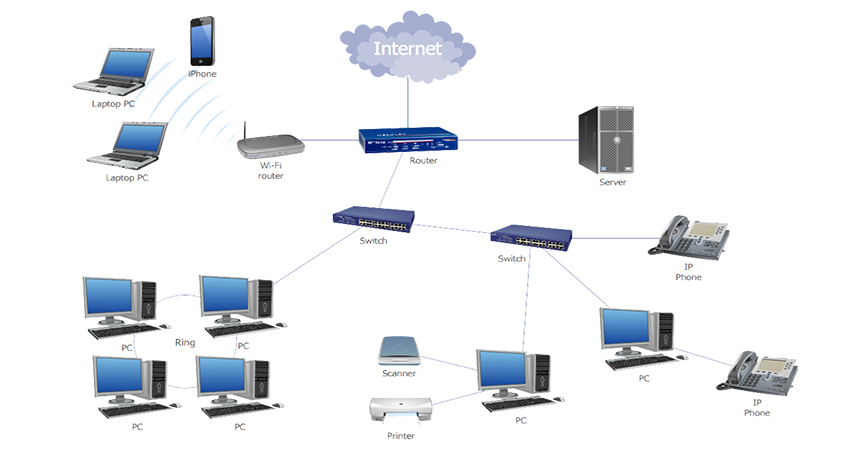 Internet
iPhone
Laptop PC
Laptop PC
Wi-Fi
router
Router
Server
Switch
Switch
IP
Phone
Ring
PC
PC
PC
PC
Scanner
Printer
PC
PC
IP
Phone